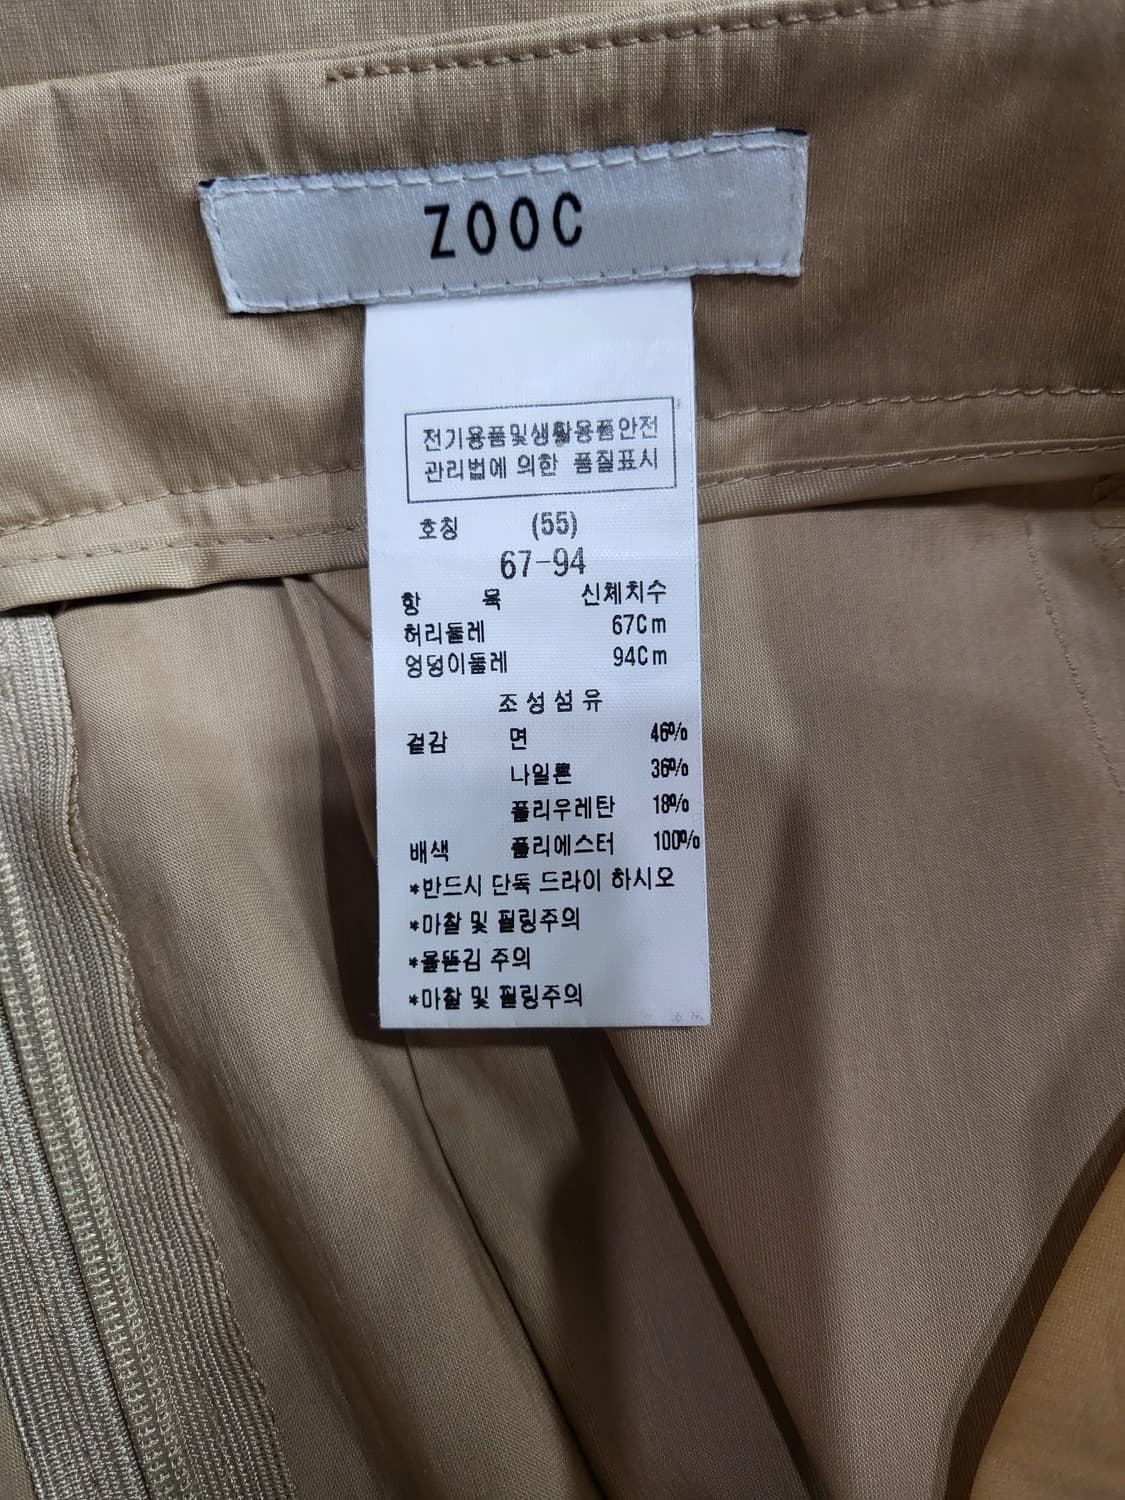 ZOOC
전기용품및생활용품안전
관리법에 의한 품질표시
호칭 (55)
67-94
항 목 신체치수
허리둘레 67Cm
엉덩이둘레 94Cm
조성섬유
겉감 면 46%
나일론 36%
폴리우레탄 18%
배색 폴리에스터 100%
*반드시 단독 드라이 하시오
*마찰 및 필링주의
*올뜯김 주의
*마찰 및 필링주의